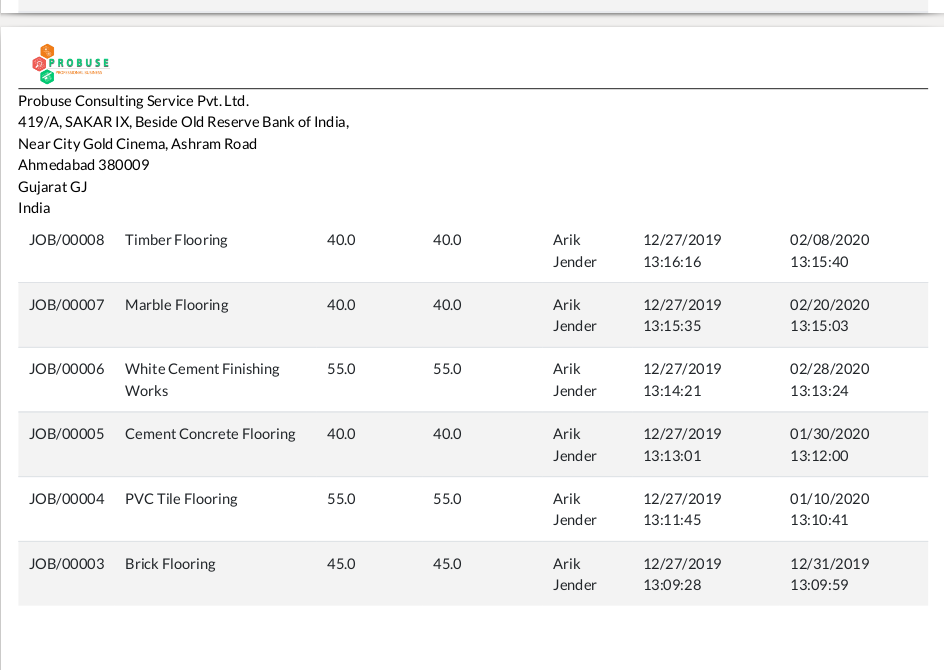 PROBUSE
Probuse Consulting Service Pvt. Ltd.
419/A, SAKAR IX, Beside Old Reserve Bank of India,
Near City Gold Cinema, Ashram Road
Ahmedabad 380009
Gujarat GJ
India
JOB/00008 Timber Flooring 40.0 40.0 Arik 12/27/2019 02/08/2020
Jender 13:16:16 13:15:40
JOB/00007 Marble Flooring 40.0 40.0 Arik 12/27/2019 02/20/2020
Jender 13:15:35 13:15:03
JOB/00006 White Cement Finishing 55.0 55.0 Arik 12/27/2019 02/28/2020
Works Jender 13:14:21 13:13:24
JOB/00005 Cement Concrete Flooring 40.0 40.0 Arik 12/27/2019 01/30/2020
Jender 13:13:01 13:12:00
JOB/00004 PVC Tile Flooring 55.0 55.0 Arik 12/27/2019 01/10/2020
Jender 13:11:45 13:10:41
JOB/00003 Brick Flooring 45.0 45.0 Arik 12/27/2019 12/31/2019
Jender 13:09:28 13:09:59